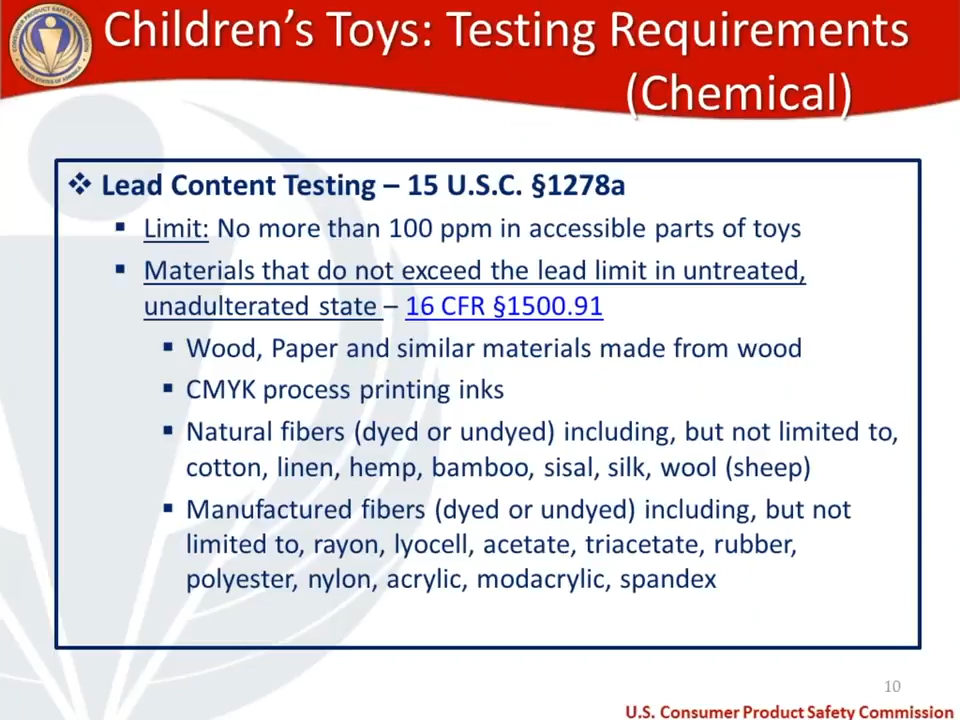 Children's Toys: Testing Requirements
(Chemical)
❖ Lead Content Testing – 15 U.S.C. §1278a
▪ Limit: No more than 100 ppm in accessible parts of toys
▪ Materials that do not exceed the lead limit in untreated,
unadulterated state – 16 CFR §1500.91
▪ Wood, Paper and similar materials made from wood
▪ CMYK process printing inks
▪ Natural fibers (dyed or undyed) including, but not limited to,
cotton, linen, hemp, bamboo, sisal, silk, wool (sheep)
▪ Manufactured fibers (dyed or undyed) including, but not
limited to, rayon, lyocell, acetate, triacetate, rubber,
polyester, nylon, acrylic, modacrylic, spandex
10
U.S. Consumer Product Safety Commission